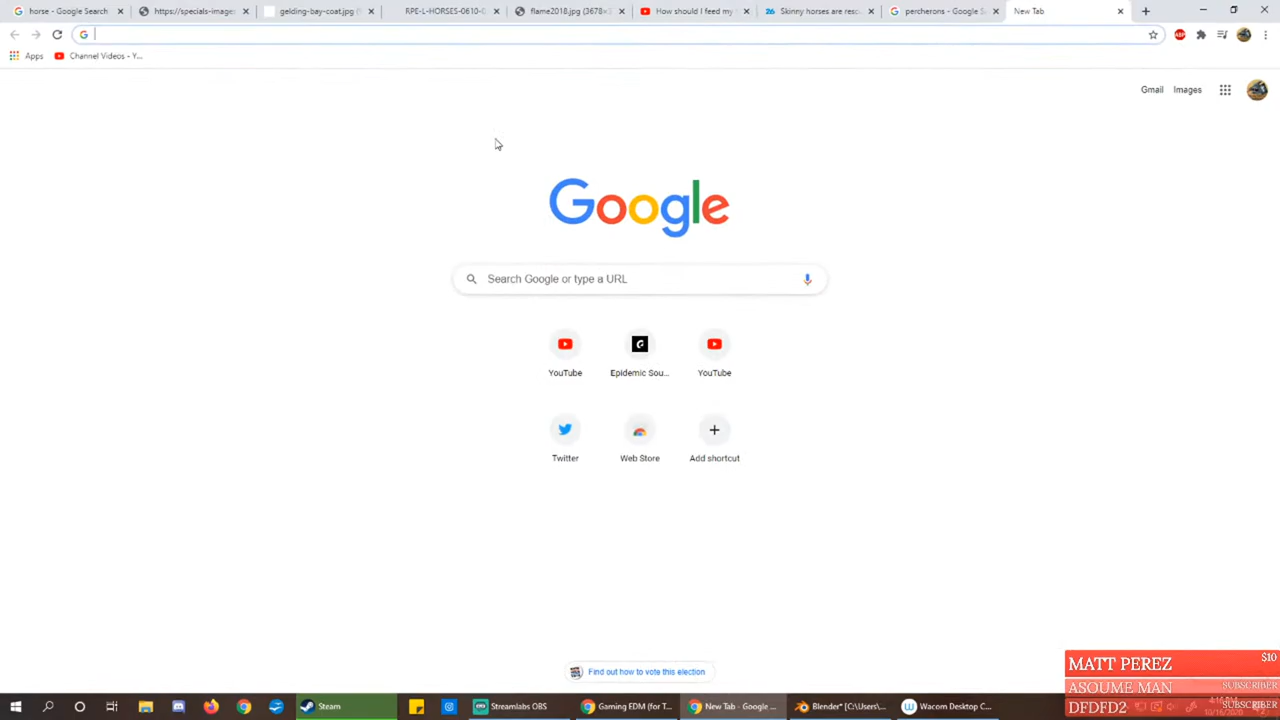 horse - Google Search
https://specials-images.
gelding-bay-coat.jpg (
RPE-L-HORSES-0610-0
flame2018.jpg (3678×
How should I feed my
Skinny horses are resc
percherons - Google S
New Tab
Apps
Channel Videos - Y...
ABP
Gmail
Images
Google
Search Google or type a URL
YouTube
Epidemic Sou...
YouTube
Twitter
Web Store
Add shortcut
Find out how to vote this election
MATT PEREZ
$10
ASOUME MAN
SUBSCRIBER
DFDFD2
SUBSCRIBER
Steam
Streamlabs OBS
Gaming EDM (for T...
New Tab - Google ...
Blender* [C:\Users\...
Wacom Desktop C...